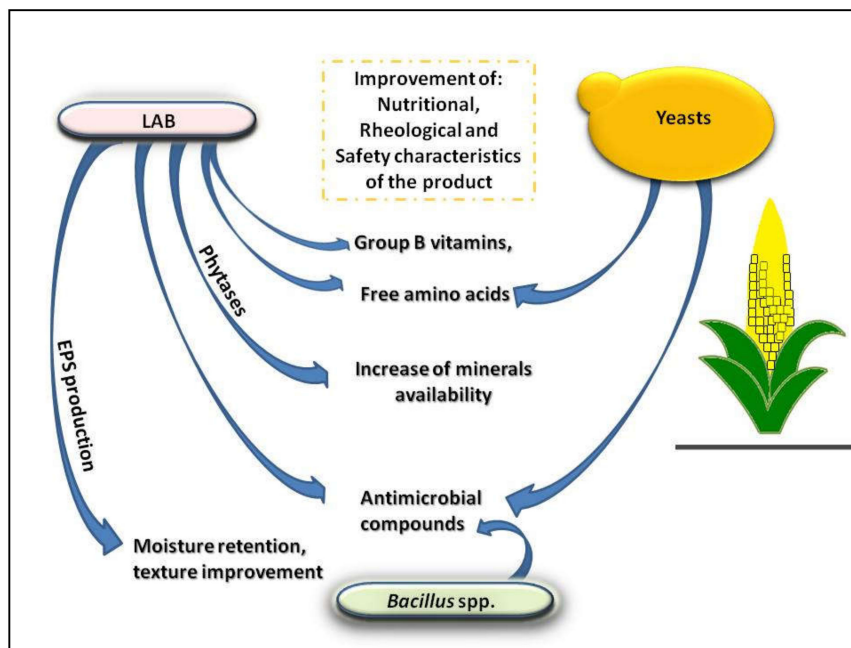 LAB
Improvement of:
Nutritional,
Rheological and
Safety characteristics
of the product
Yeasts
Group B vitamins,
Phytases
Free amino acids
EPS production
Increase of minerals
availability
Antimicrobial
compounds
Moisture retention,
texture improvement
Bacillus spp.